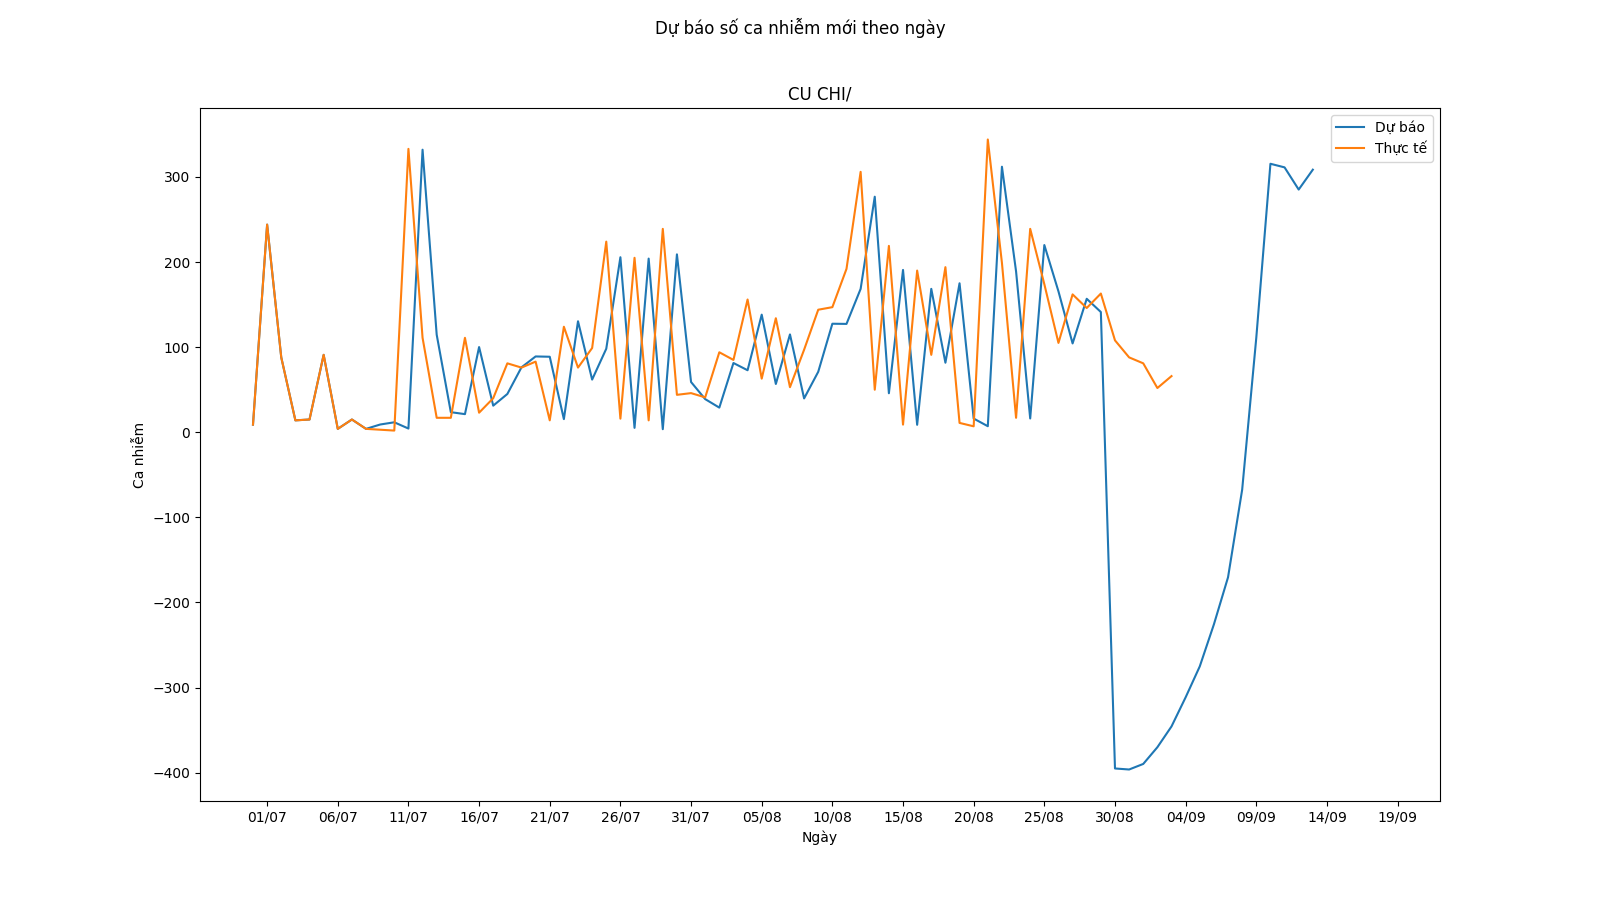 Dự báo số ca nhiễm mới theo ngày
CU CHI/
Dự báo
Thực tế
Ca nhiễm
300
200
100
0
−100
−200
−300
−400
01/07 06/07 11/07 16/07 21/07 26/07 31/07 05/08 10/08 15/08 20/08 25/08 30/08 04/09 09/09 14/09 19/09
Ngày